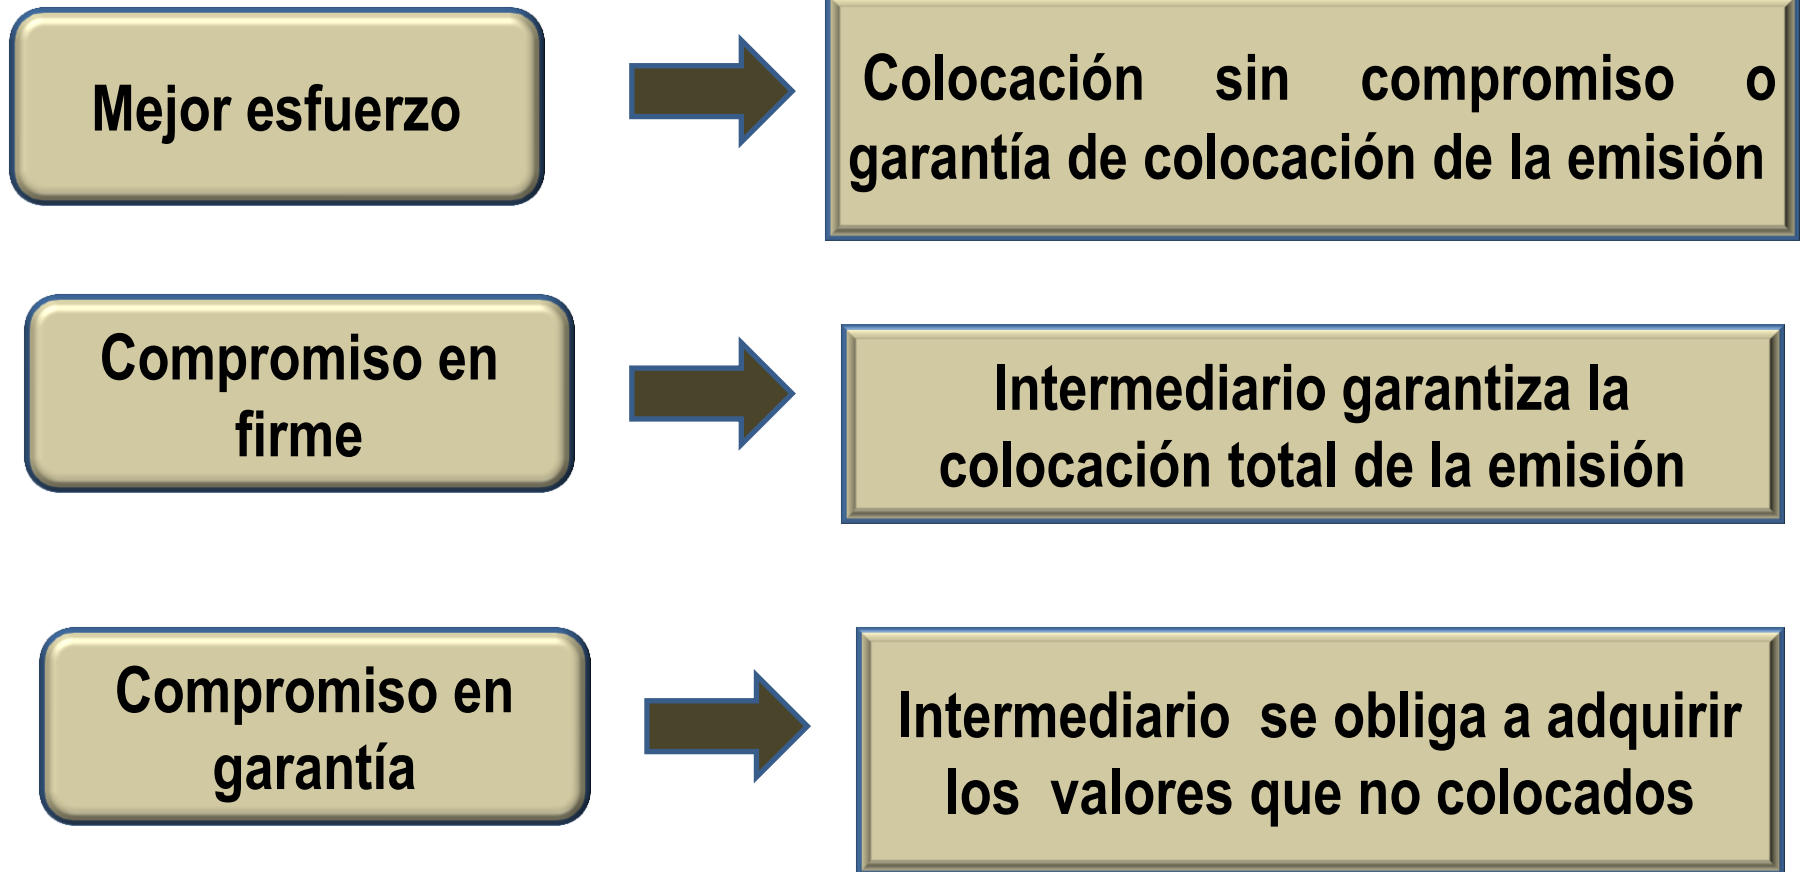 Mejor esfuerzo
Colocación sin compromiso o
garantía de colocación de la emisión
Compromiso en
firme
Intermediario garantiza la
colocación total de la emisión
Compromiso en
garantía
Intermediario se obliga a adquirir
los valores que no colocados